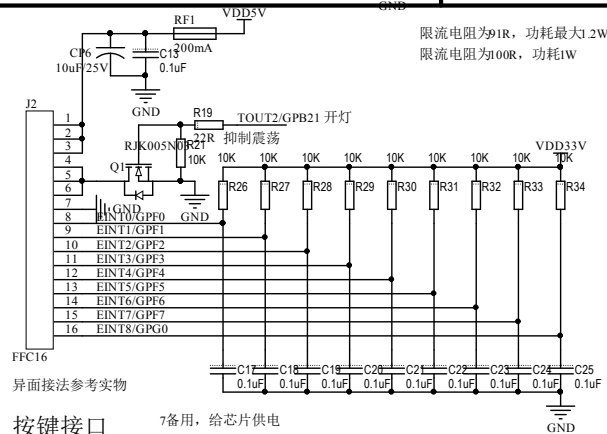 GND
VDD5V
RF1
200mA
限流电阻为91R，功耗最大1.2W
限流电阻为100R，功耗1W
CP6
10uF/25V
C13
0.1uF
GND
J2
R19
TOUT2/GPB21 开灯
22R 抑制震荡
RJK005N03
R21
10K
Q1
VDD33V
10K 10K 10K 10K 10K 10K 10K 10K 10K
R26 R27 R28 R29 R30 R31 R32 R33 R34
1
2
3
4
5
6
7
GND
GND
8 EINT0/GPF0
9 EINT1/GPF1
10 EINT2/GPF2
11 EINT3/GPF3
12 EINT4/GPF4
13 EINT5/GPF5
14 EINT6/GPF6
15 EINT7/GPF7
16 EINT8/GPG0
FFC16
C17 C18 C19 C20 C21 C22 C23 C24 C25
0.1uF 0.1uF 0.1uF 0.1uF 0.1uF 0.1uF 0.1uF 0.1uF 0.1uF
异面接法参考实物
按键接口
7备用，给芯片供电
GND